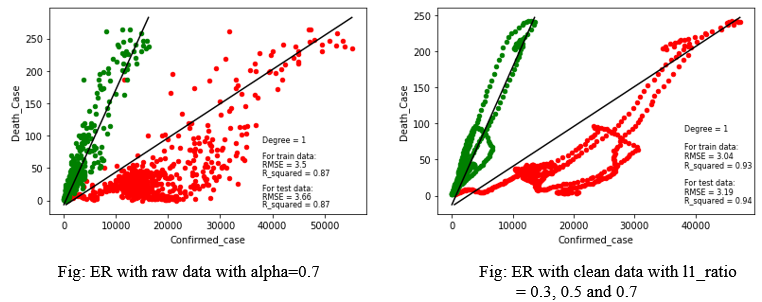 250
200
150
100
50
0
Death_Case
Degree = 1
For train data:
RMSE = 3.5
R_squared = 0.87
For test data:
RMSE = 3.66
R_squared = 0.87
0 10000 20000 30000 40000 50000
Confirmed_case
Fig: ER with raw data with alpha=0.7
250
200
150
100
50
0
Death_Case
Degree = 1
For train data:
RMSE = 3.04
R_squared = 0.93
For test data:
RMSE = 3.19
R_squared = 0.94
0 10000 20000 30000 40000
Confirmed_case
Fig: ER with clean data with l1_ratio
= 0.3, 0.5 and 0.7